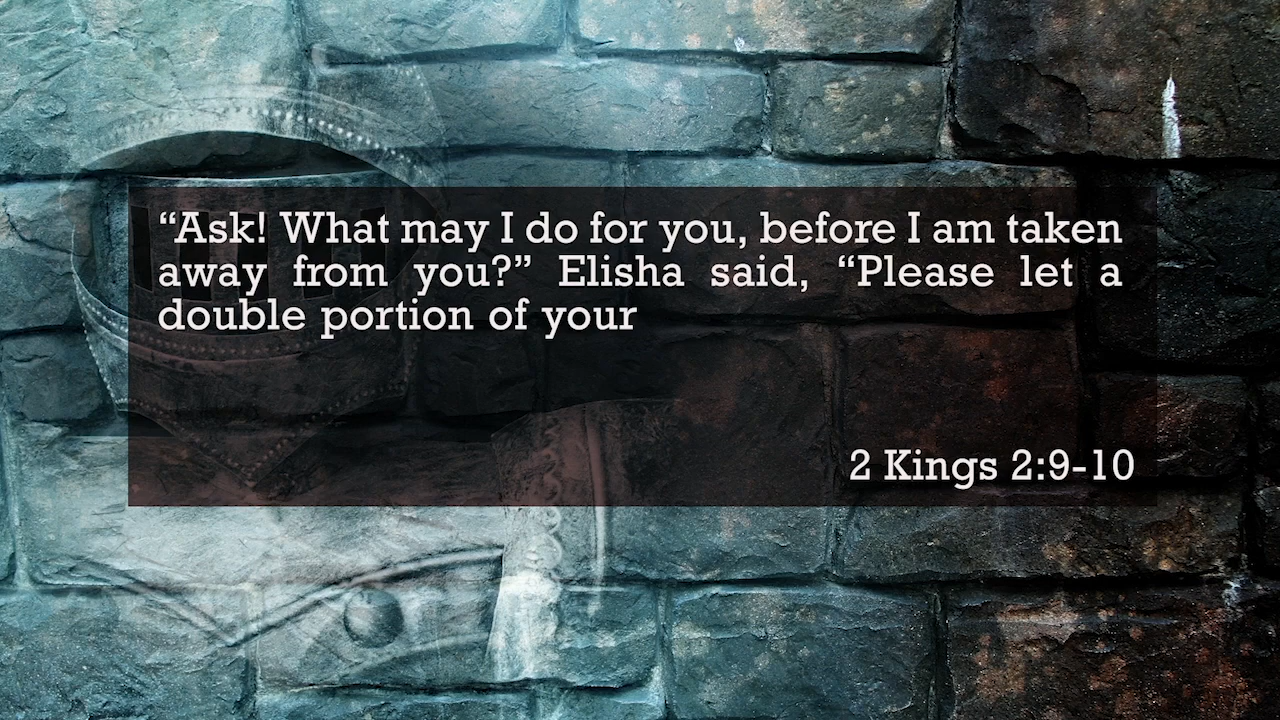 “Ask! What may I do for you, before I am taken
away from you?” Elisha said, “Please let a
double portion of your
2 Kings 2:9-10